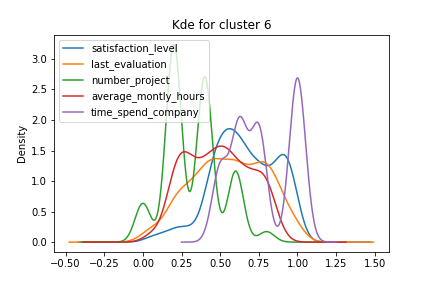 Kde for cluster 6
satisfaction_level
last_evaluation
number_project
average_montly_hours
time_spend_company
Density
3.0
2.5
2.0
1.5
1.0
0.5
0.0
−0.50 −0.25 0.00 0.25 0.50 0.75 1.00 1.25 1.50